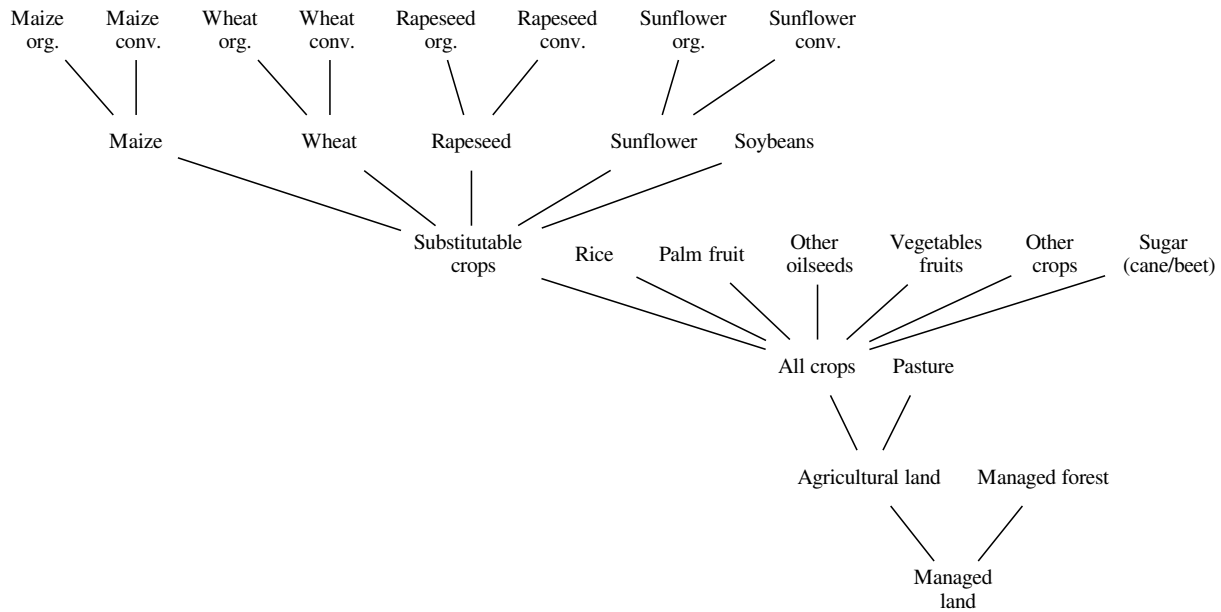 Maize Maize Wheat Wheat Rapeseed Rapeseed Sunflower Sunflower
org. conv. org. conv. org. conv. org. conv.
Maize Wheat Rapeseed Sunflower Soybeans
Substitutable
crops
Rice Palm fruit
Other
oilseeds
Vegetables
fruits
Other
crops
Sugar
(cane/beet)
All crops Pasture
Agricultural land Managed forest
Managed
land